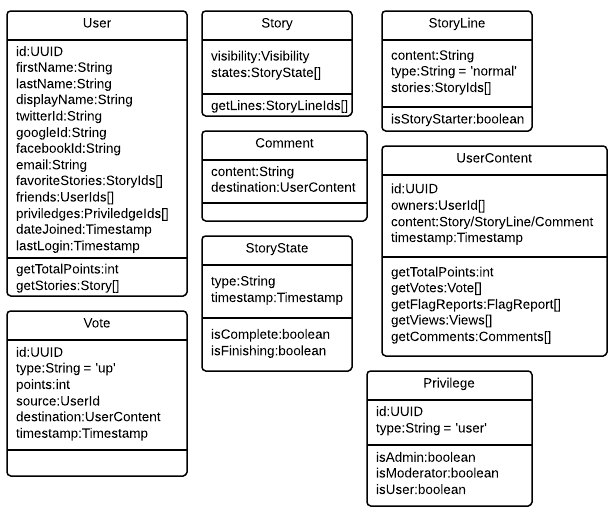 User
id:UUID
firstName:String
lastName:String
displayName:String
twitterId:String
googleId:String
facebookId:String
email:String
favoriteStories:StoryIds[]
friends:UserIds[]
priviledges:PriviledgeIds[]
dateJoined:Timestamp
lastLogin:Timestamp
getTotalPoints:int
getStories:Story[]
Vote
id:UUID
type:String = 'up'
points:int
source:UserId
destination:UserContent
timestamp:Timestamp
Story
visibility:Visibility
states:StoryState[]
getLines:StoryLineIds[]
Comment
content:String
destination:UserContent
StoryState
type:String
timestamp:Timestamp
isComplete:boolean
isFinishing:boolean
StoryLine
content:String
type:String = 'normal'
stories:StoryIds[]
isStoryStarter:boolean
UserContent
id:UUID
owners:UserId[]
content:Story/StoryLine/Comment
timestamp:Timestamp
getTotalPoints:int
getVotes:Vote[]
getFlagReports:FlagReport[]
getViews:Views[]
getComments:Comments[]
Privilege
id:UUID
type:String = 'user'
isAdmin:boolean
isModerator:boolean
isUser:boolean